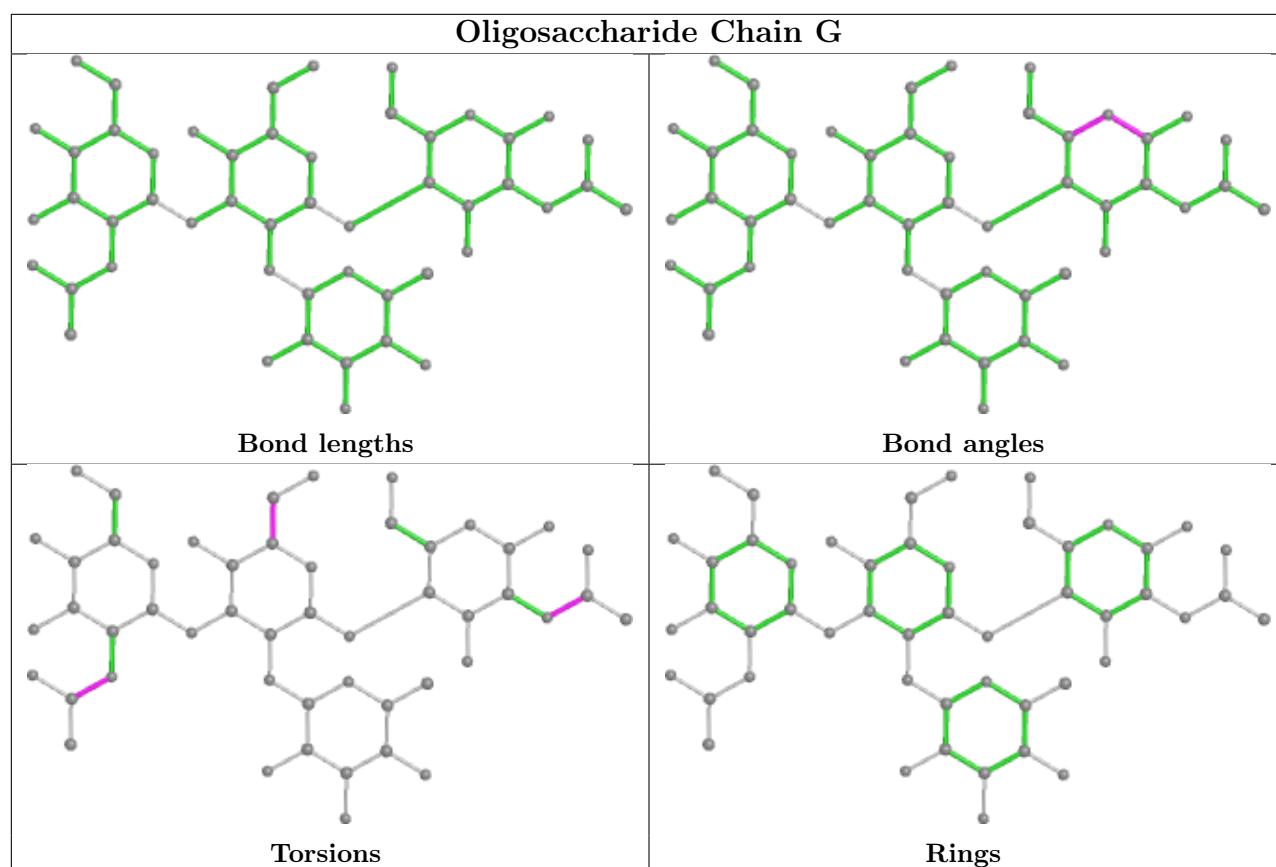 Oligosaccharide Chain G
Bond lengths
Bond angles
Torsions
Rings